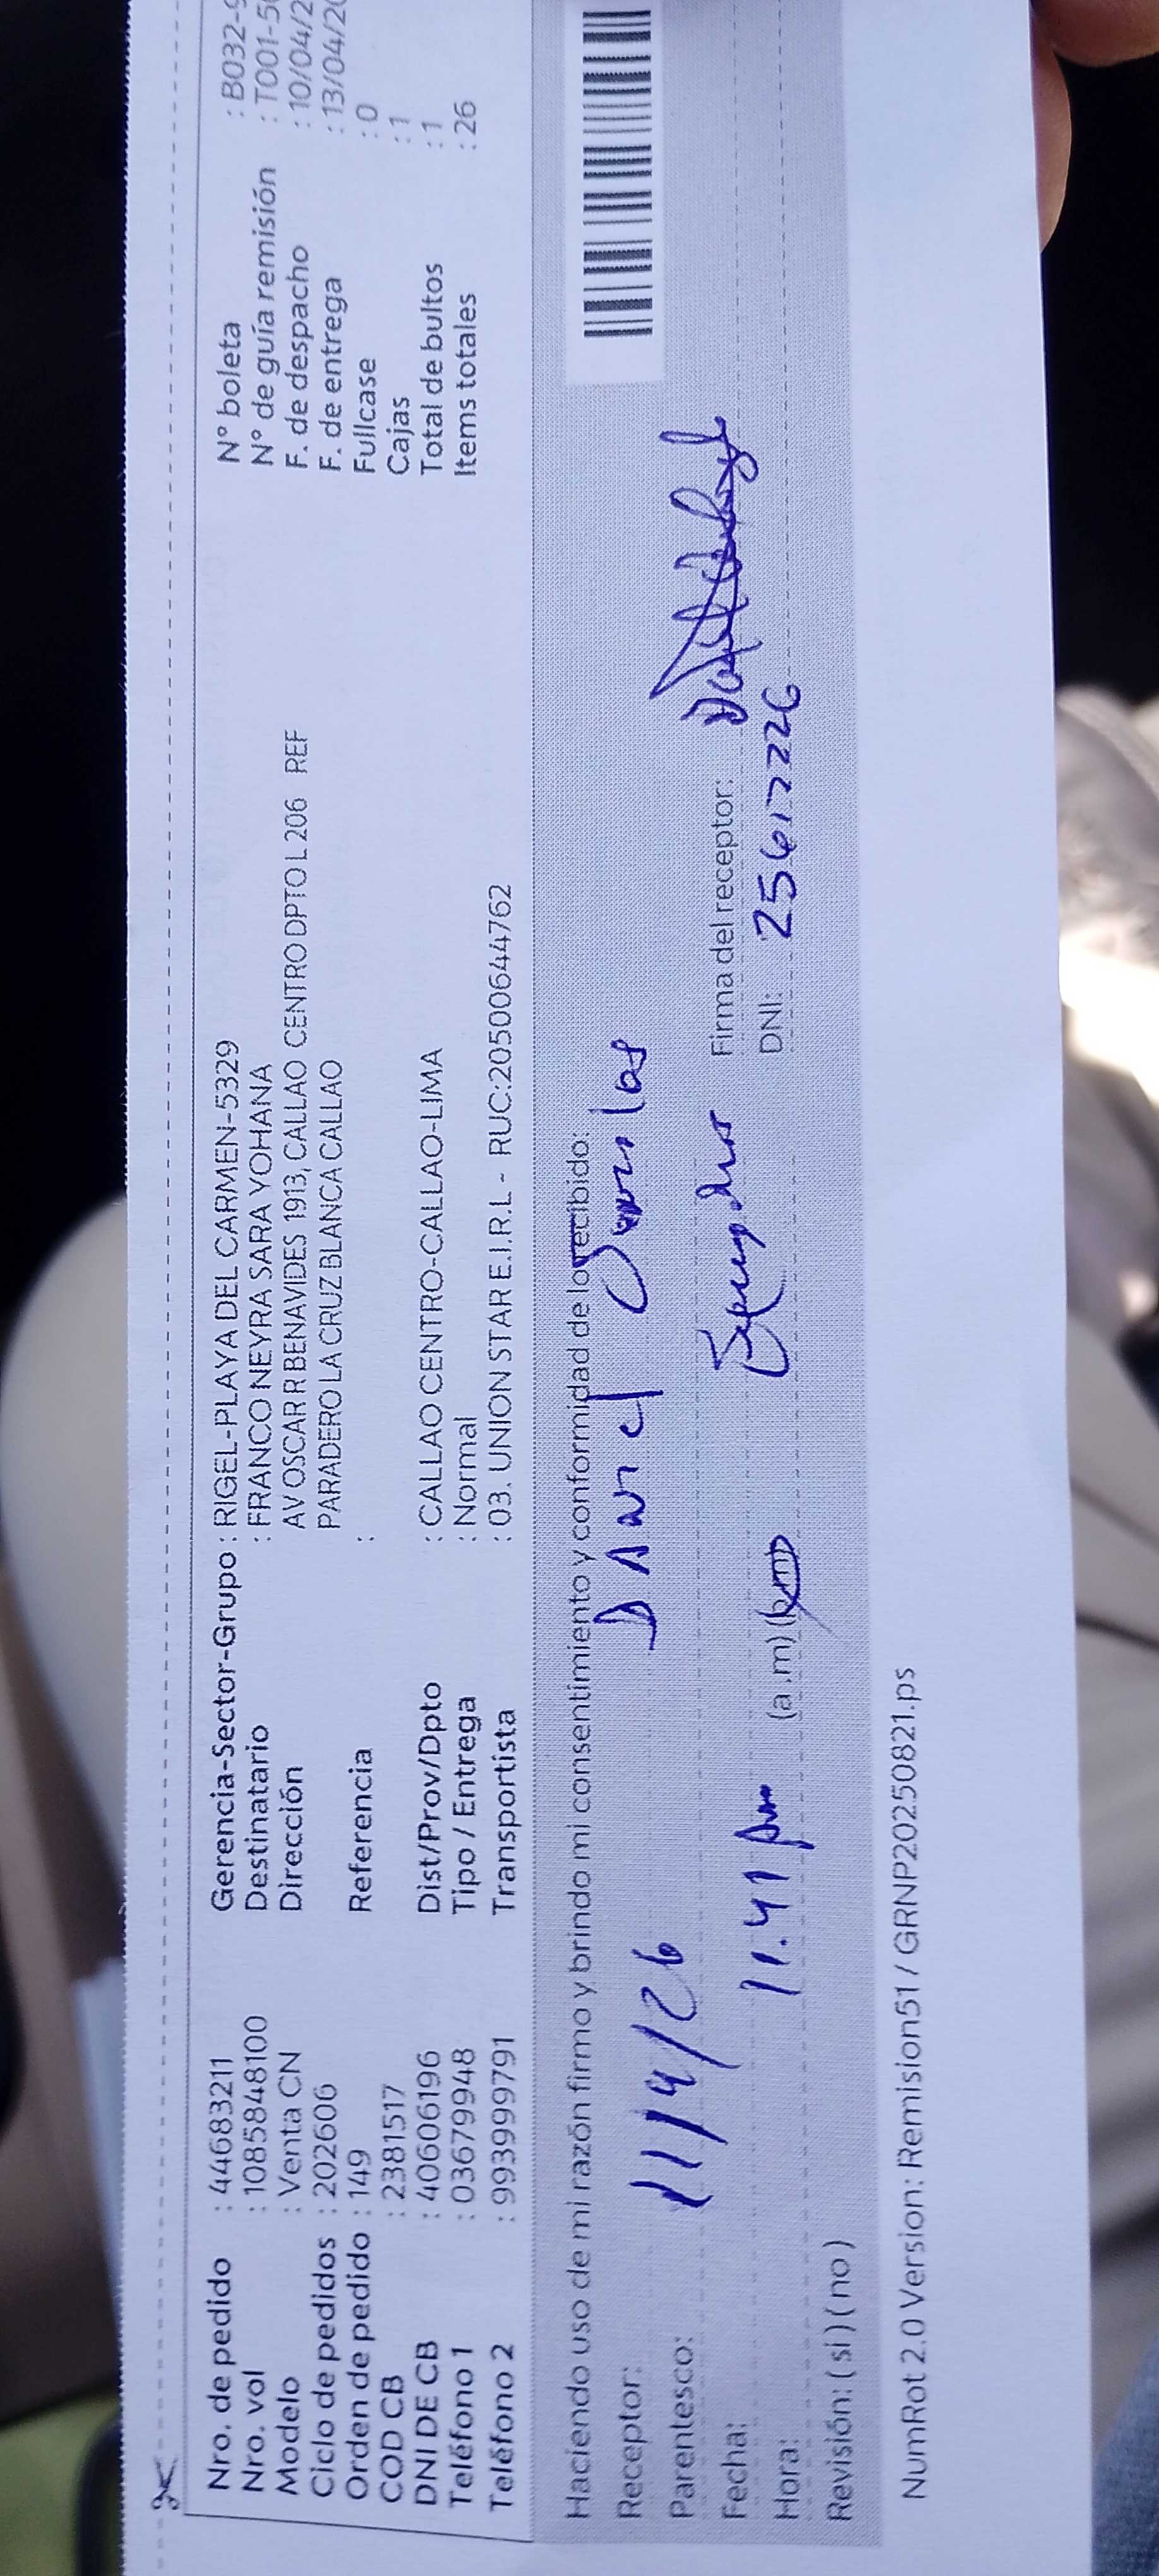 Nro. de pedido : 44683211 Gerencia-Sector-Grupo : RIGEL-PLAYA DEL CARMEN-5329 N° boleta : B032-
Nro. vol : 1085848100 Destinatario : FRANCO NEYRA SARA YOHANA N° de guía remisión : T001-
Modelo : Venta CN Dirección AV OSCAR R BENAVIDES 1913, CALLAO CENTRO DPTO L 206 REF F. de despacho : 10/04/2
Ciclo de pedidos : 202606 PARADERO LA CRUZ BLANCA CALLAO F. de entrega : 13/04/20
Orden de pedido : 149 Referencia : Fullcase : 0
COD CB : 2381517 Cajas : 1
DNI DE CB : 40606196 Dist/Prov/Dpto : CALLAO CENTRO-CALLAO-LIMA Total de bultos : 1
Teléfono 1 : 03679948 Tipo / Entrega : Normal Items totales : 26
Teléfono 2 : 993999791 Transportista : 03. UNION STAR E.I.R.L - RUC:20500644762
Haciendo uso de mi razón firmo y brindo mi consentimiento y conformidad de lo recibido:
Receptor: Daniel
Parentesco: 11/4/26
Fecha: Firma del receptor:
Hora: 11.41 pm (a.m) (p.m) DNI: 25617226
Revisión: ( si ) ( no )
NumRot 2.0 Version: Remision51 / GRNP20250821.ps